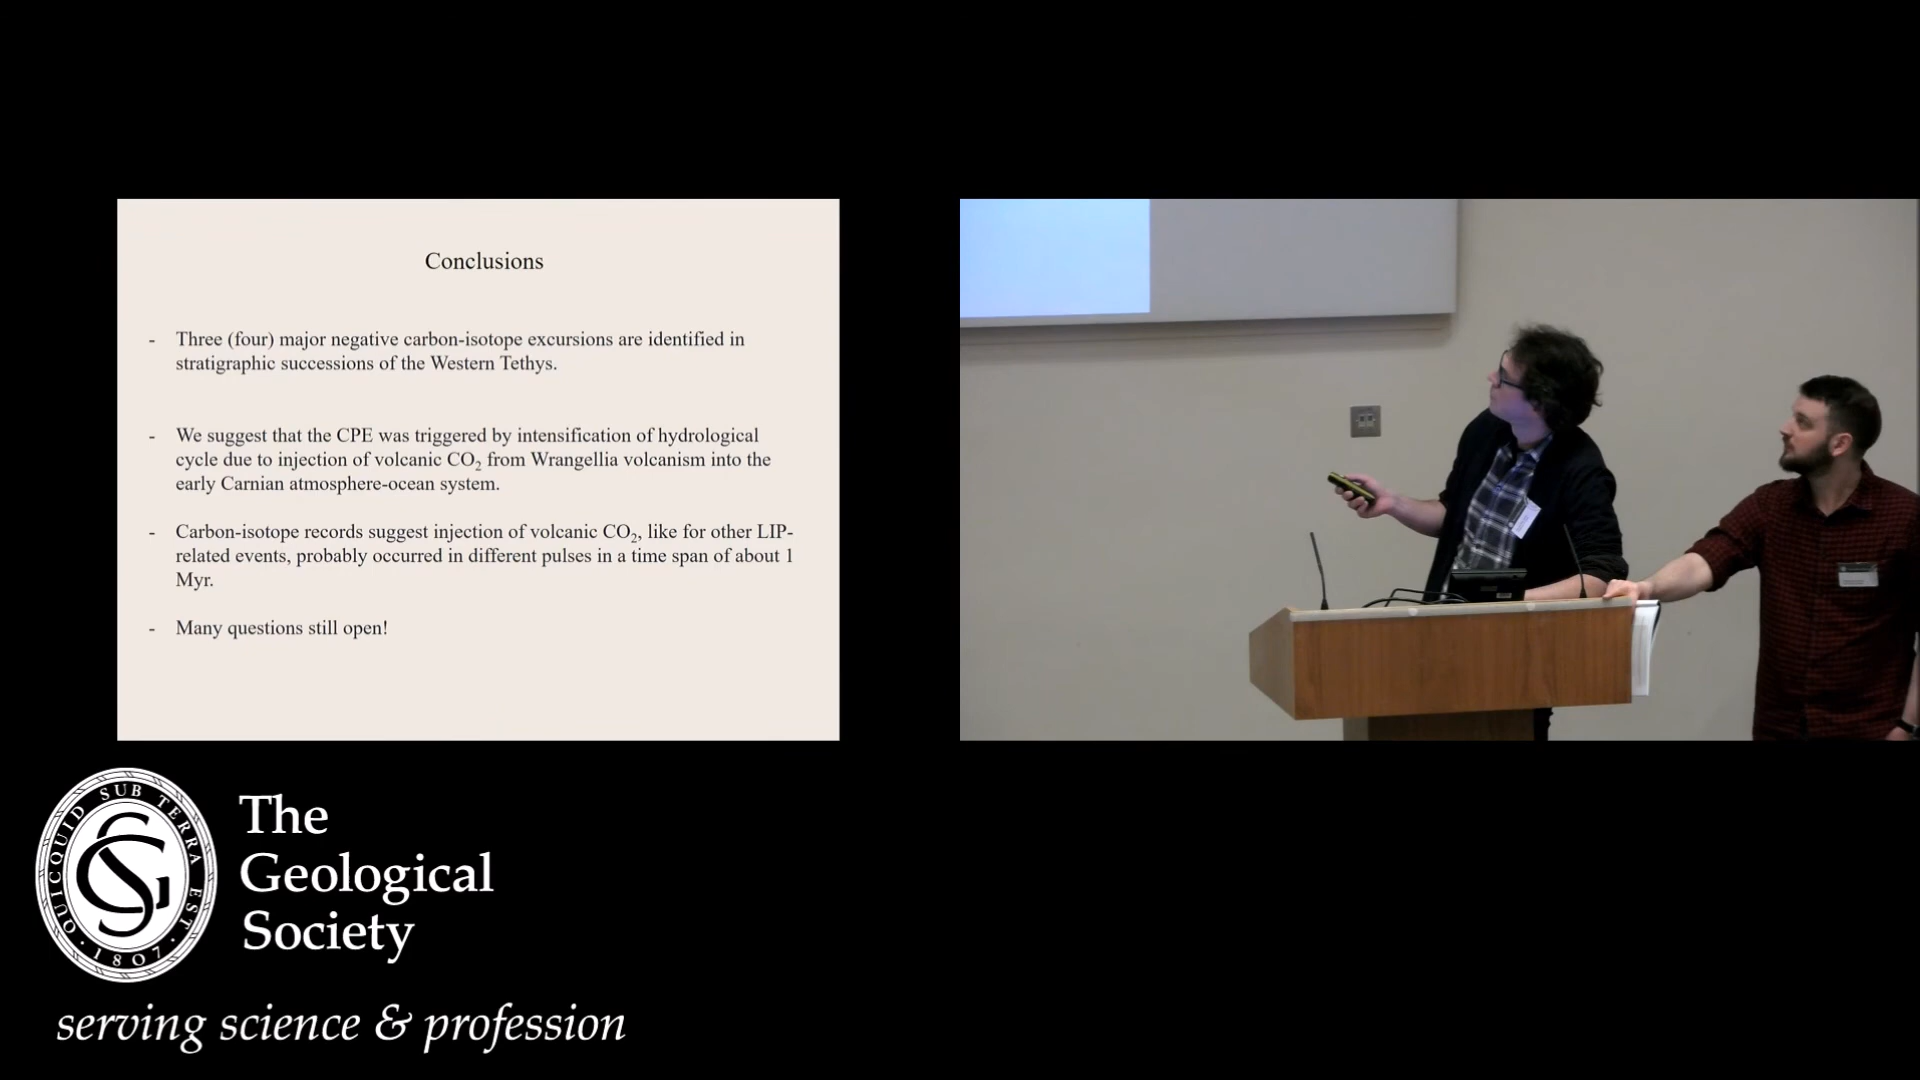 Conclusions
- Three (four) major negative carbon-isotope excursions are identified in
stratigraphic successions of the Western Tethys.
- We suggest that the CPE was triggered by intensification of hydrological
cycle due to injection of volcanic CO₂ from Wrangellia volcanism into the
early Carnian atmosphere-ocean system.
- Carbon-isotope records suggest injection of volcanic CO₂, like for other LIP-
related events, probably occurred in different pulses in a time span of about 1
Myr.
- Many questions still open!
QUICQUID SUB TERRA EST
· 1807 ·
The
Geological
Society
serving science & profession